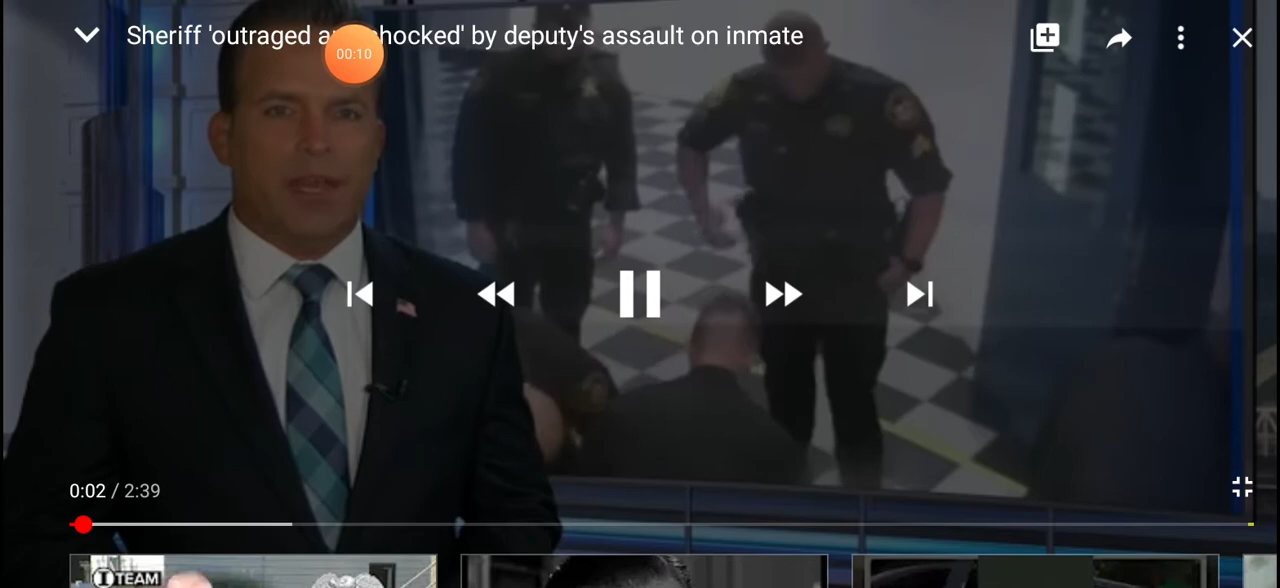 Sheriff 'outraged a hocked' by deputy's assault on inmate
00:10
0:02 / 2:39
I TEAM